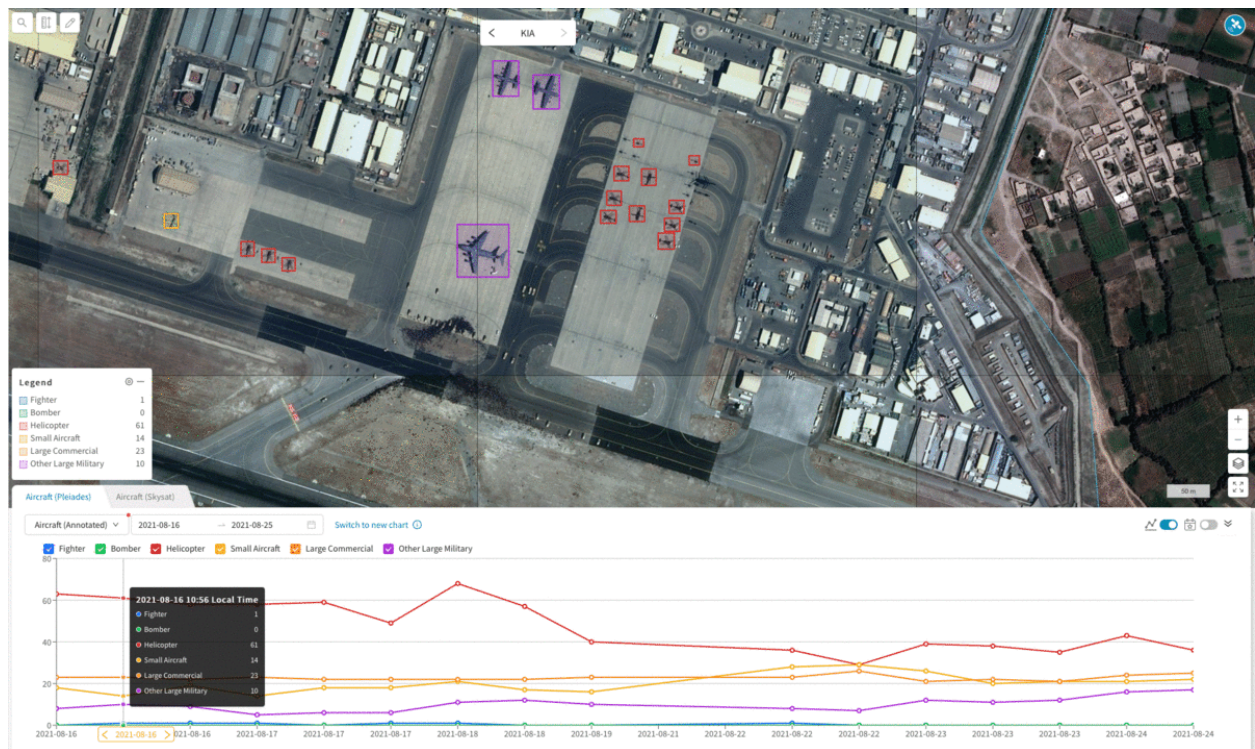 KIA
Legend
Fighter 1
Bomber 0
Helicopter 61
Small Aircraft 14
Large Commercial 23
Other Large Military 10
50 m
Aircraft (Pleiades) Aircraft (Skysat)
Aircraft (Annotated) 2021-08-16 → 2021-08-25 Switch to new chart
Fighter Bomber Helicopter Small Aircraft Large Commercial Other Large Military
80
60
40
20
0
2021-08-16 10:56 Local Time
Fighter 1
Bomber 0
Helicopter 61
Small Aircraft 14
Large Commercial 23
Other Large Military 10
2021-08-16 2021-08-16 2021-08-16 2021-08-17 2021-08-17 2021-08-17 2021-08-18 2021-08-18 2021-08-19 2021-08-21 2021-08-22 2021-08-22 2021-08-23 2021-08-23 2021-08-23 2021-08-24 2021-08-24